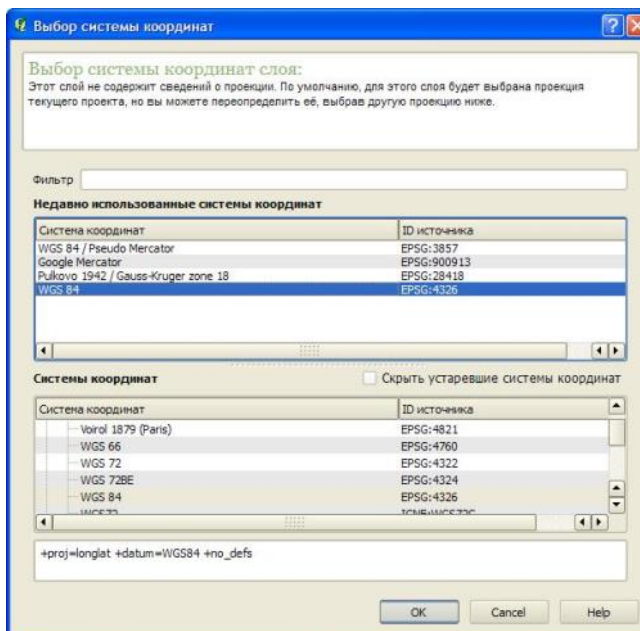 Выбор системы координат
Выбор системы координат слоя:
Этот слой не содержит сведений о проекции. По умолчанию, для этого слоя будет выбрана проекция
текущего проекта, но вы можете переопределить её, выбрав другую проекцию ниже.
Фильтр
Недавно использованные системы координат
Система координат ID источника
WGS 84 / Pseudo Mercator EPSG:3857
Google Mercator EPSG:900913
Pulkovo 1942 / Gauss-Kruger zone 18 EPSG:28418
WGS 84 EPSG:4326
Системы координат Скрыть устаревшие системы координат
Система координат ID источника
Voirol 1879 (Paris) EPSG:4821
WGS 66 EPSG:4760
WGS 72 EPSG:4322
WGS 72BE EPSG:4324
WGS 84 EPSG:4326
+proj=longlat +datum=WGS84 +no_defs
OK Cancel Help